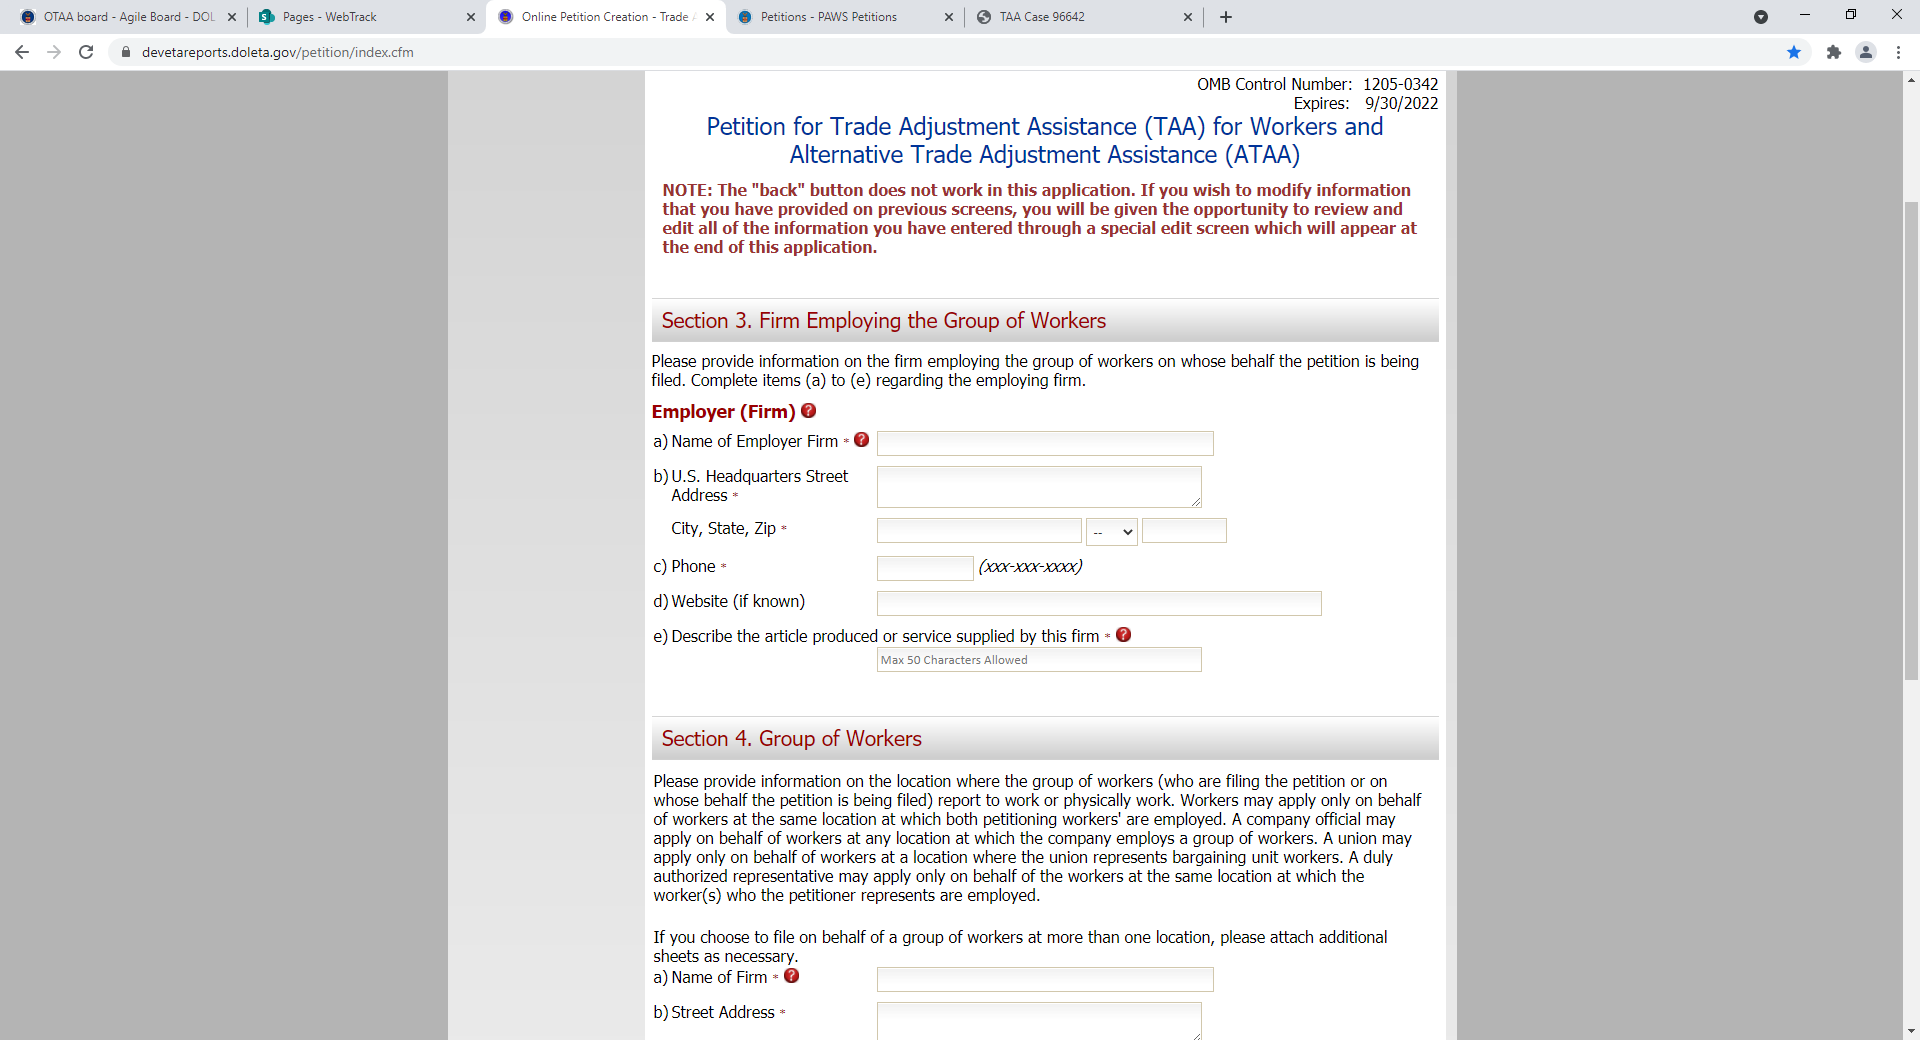 OTAA board - Agile Board - DOL
Pages - WebTrack
Online Petition Creation - Trade A
Petitions - PAWS Petitions
TAA Case 96642
devetareports.doleta.gov/petition/index.cfm
OMB Control Number: 1205-0342
Expires: 9/30/2022
Petition for Trade Adjustment Assistance (TAA) for Workers and
Alternative Trade Adjustment Assistance (ATAA)
NOTE: The "back" button does not work in this application. If you wish to modify information
that you have provided on previous screens, you will be given the opportunity to review and
edit all of the information you have entered through a special edit screen which will appear at
the end of this application.
Section 3. Firm Employing the Group of Workers
Please provide information on the firm employing the group of workers on whose behalf the petition is being
filed. Complete items (a) to (e) regarding the employing firm.
Employer (Firm) ?
a) Name of Employer Firm * ?
b) U.S. Headquarters Street
Address *
City, State, Zip *
--
c) Phone *
(xxx-xxx-xxxx)
d) Website (if known)
e) Describe the article produced or service supplied by this firm * ?
Max 50 Characters Allowed
Section 4. Group of Workers
Please provide information on the location where the group of workers (who are filing the petition or on
whose behalf the petition is being filed) report to work or physically work. Workers may apply only on behalf
of workers at the same location at which both petitioning workers' are employed. A company official may
apply on behalf of workers at any location at which the company employs a group of workers. A union may
apply only on behalf of workers at a location where the union represents bargaining unit workers. A duly
authorized representative may apply only on behalf of the workers at the same location at which the
worker(s) who the petitioner represents are employed.
If you choose to file on behalf of a group of workers at more than one location, please attach additional
sheets as necessary.
a) Name of Firm * ?
b) Street Address *